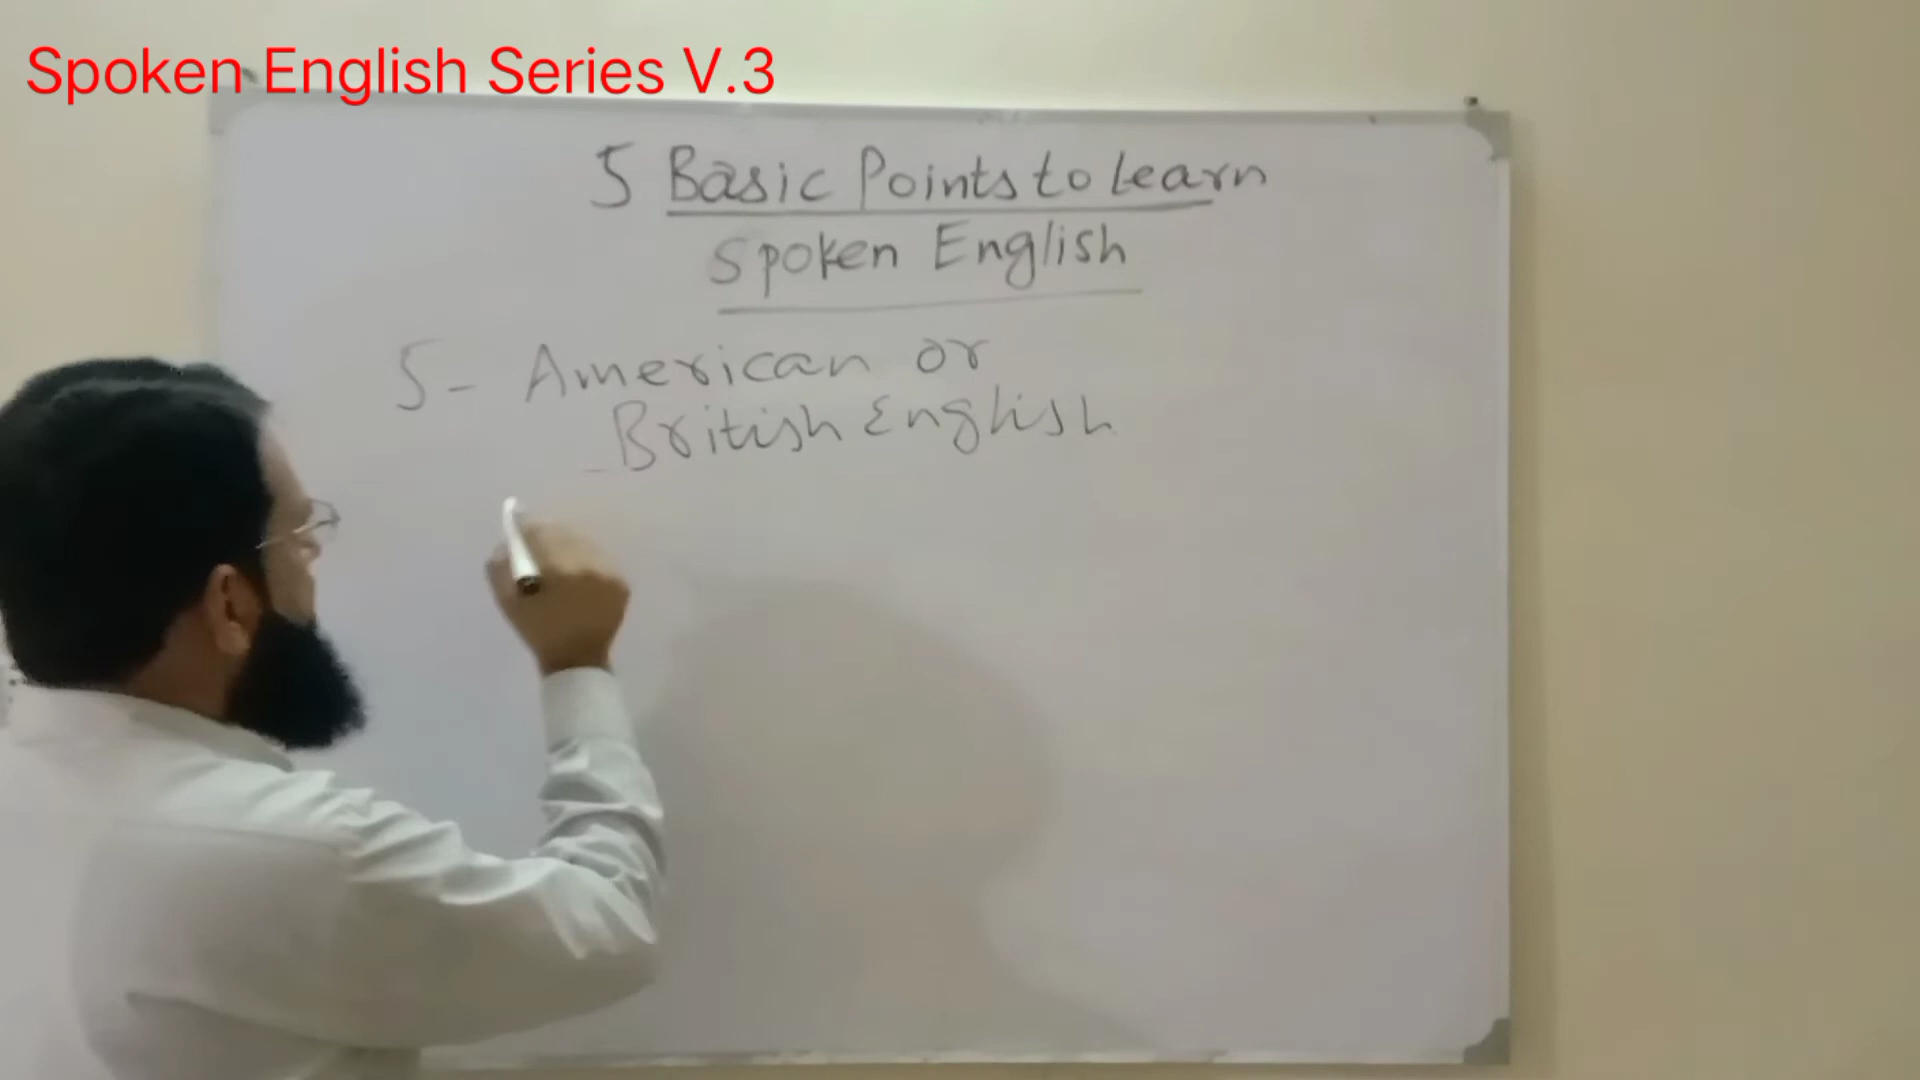 Spoken English Series V.3
5 Basic Points to Learn
Spoken English
5- American or
British English